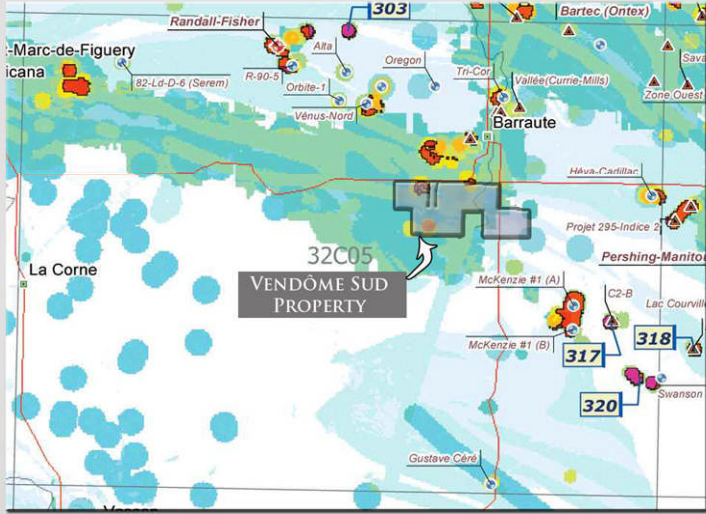 303
Bartec (Ontex)
Randall-Fisher
-Marc-de-Figuery
icana
82-Ld-D-6 (Serem)
R-90-5
Alta
Oregon
Orbite-1
Vénus-Nord
Tri-Cor
Vallée(Currie-Mills)
Sava
Zone Ouest
Barraute
Héva-Cadillac
Projet 295-Indice 2
Pershing-Manitou
32C05
La Corne
VENDÔME SUD
PROPERTY
McKenzie #1 (A)
C2-B
Lac Courville
McKenzie #1 (B)
317
318
320
Swanson
Gustave Céré